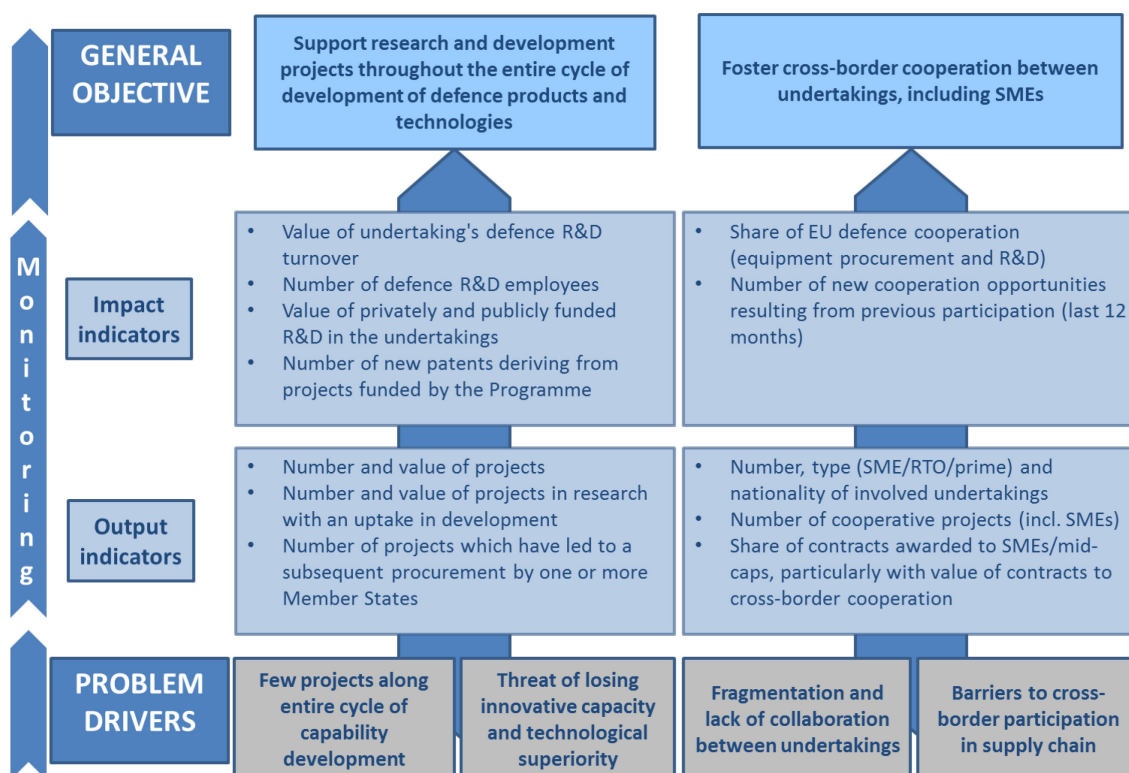 GENERAL
OBJECTIVE
Support research and development
projects throughout the entire cycle of
development of defence products and
technologies
Foster cross-border cooperation between
undertakings, including SMEs
Monitoring
Impact
indicators
• Value of undertaking's defence R&D
turnover
• Number of defence R&D employees
• Value of privately and publicly funded
R&D in the undertakings
• Number of new patents deriving from
projects funded by the Programme
• Share of EU defence cooperation
(equipment procurement and R&D)
• Number of new cooperation opportunities
resulting from previous participation (last 12
months)
Output
indicators
• Number and value of projects
• Number and value of projects in research
with an uptake in development
• Number of projects which have led to a
subsequent procurement by one or more
Member States
• Number, type (SME/RTO/prime) and
nationality of involved undertakings
• Number of cooperative projects (incl. SMEs)
• Share of contracts awarded to SMEs/mid-
caps, particularly with value of contracts to
cross-border cooperation
PROBLEM
DRIVERS
Few projects along
entire cycle of
capability
development
Threat of losing
innovative capacity
and technological
superiority
Fragmentation and
lack of collaboration
between undertakings
Barriers to cross-
border participation
in supply chain